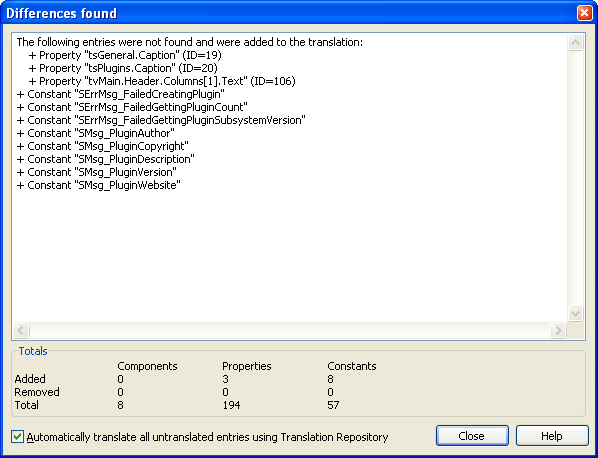 Differences found
The following entries were not found and were added to the translation:
+ Property "tsGeneral.Caption" (ID=19)
+ Property "tsPlugins.Caption" (ID=20)
+ Property "tvMain.Header.Columns[1].Text" (ID=106)
+ Constant "SErrMsg_FailedCreatingPlugin"
+ Constant "SErrMsg_FailedGettingPluginCount"
+ Constant "SErrMsg_FailedGettingPluginSubsystemVersion"
+ Constant "SMsg_PluginAuthor"
+ Constant "SMsg_PluginCopyright"
+ Constant "SMsg_PluginDescription"
+ Constant "SMsg_PluginVersion"
+ Constant "SMsg_PluginWebsite"
Totals
Components Properties Constants
Added 0 3 8
Removed 0 0 0
Total 8 194 57
Automatically translate all untranslated entries using Translation Repository
Close Help